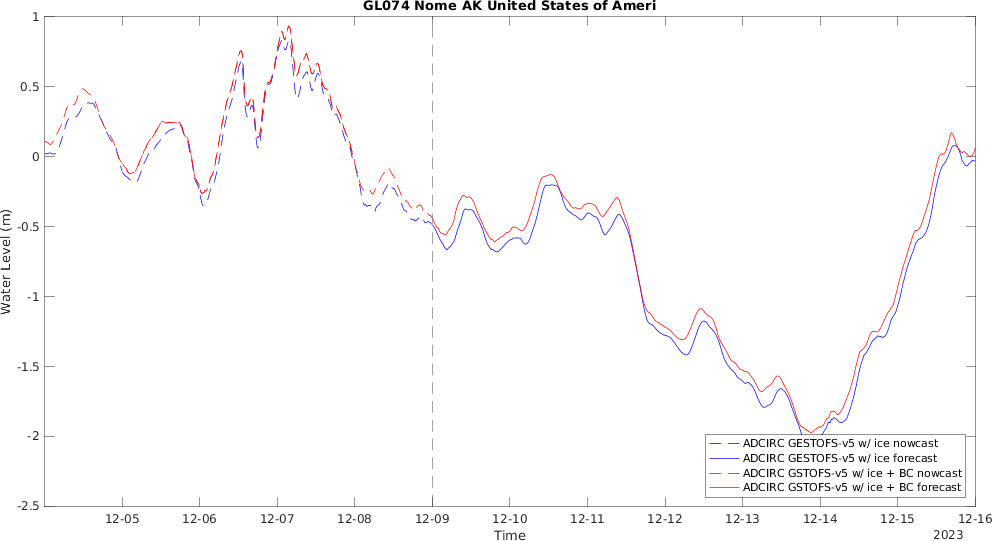 GL074 Nome AK United States of Ameri
1
0.5
0
-0.5
-1
-1.5
-2
-2.5
Water Level (m)
ADCIRC GESTOFS-v5 w/ ice nowcast
ADCIRC GESTOFS-v5 w/ ice forecast
ADCIRC GSTOFS-v5 w/ ice + BC nowcast
ADCIRC GSTOFS-v5 w/ ice + BC forecast
12-05 12-06 12-07 12-08 12-09 12-10 12-11 12-12 12-13 12-14 12-15 12-16
Time
2023